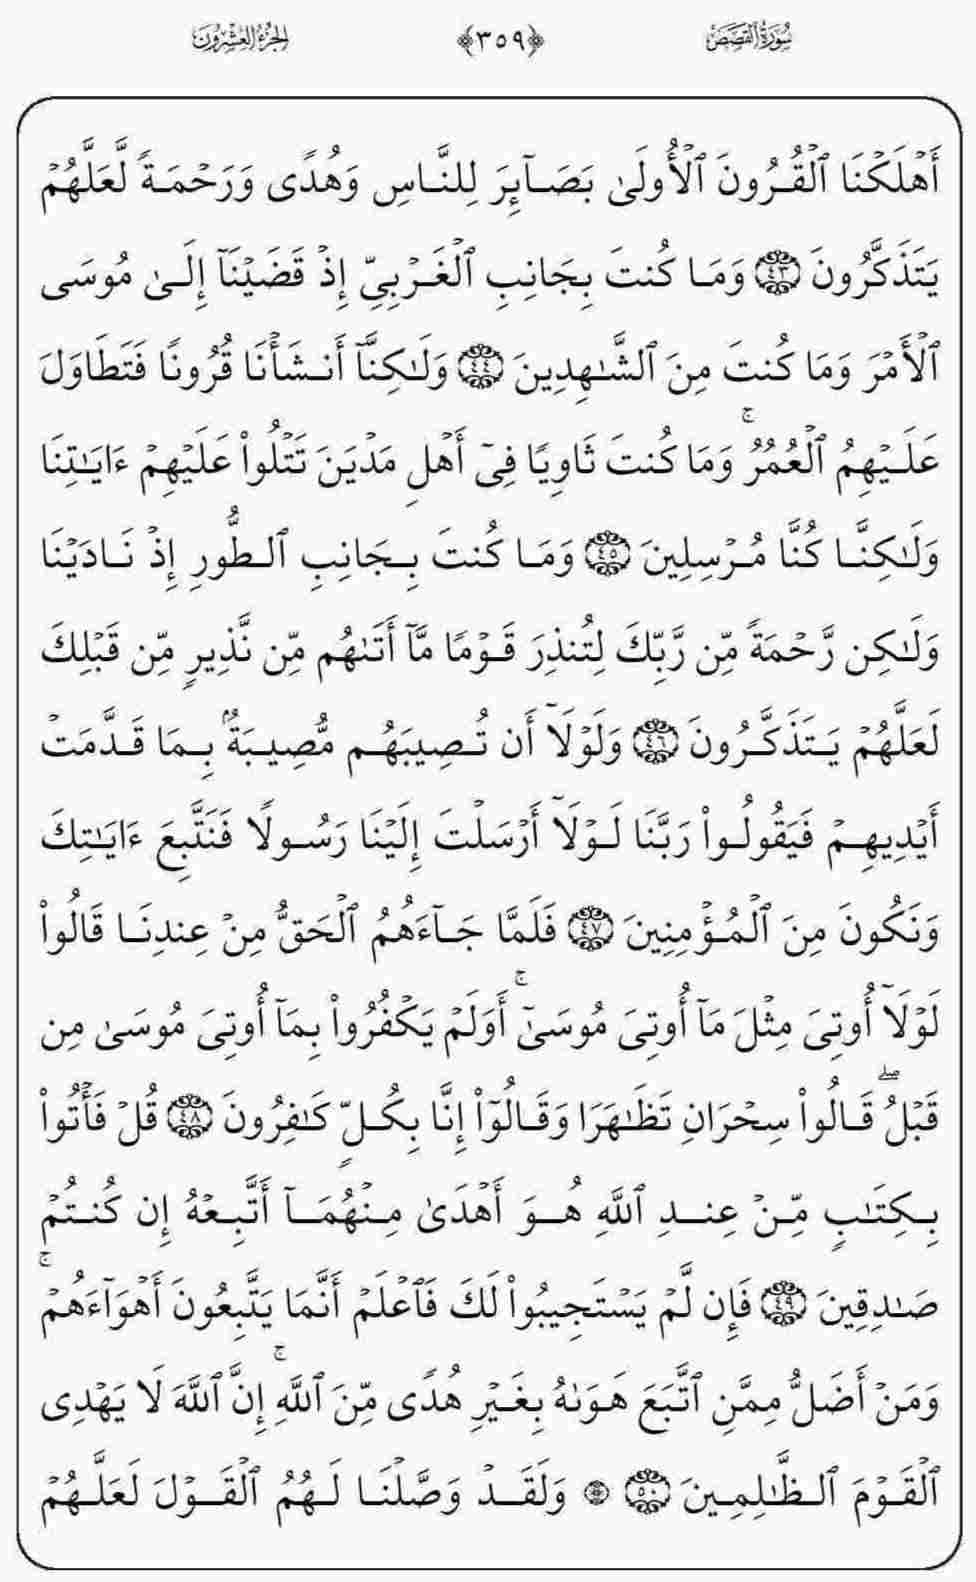 سُورَةُ القَصَصِ ﴿٣٥٩﴾ الجُزْءُ العِشْرُونَ
أَهْلَكْنَا ٱلْقُرُونَ ٱلْأُولَىٰ بَصَآئِرَ لِلنَّاسِ وَهُدًى وَرَحْمَةً لَّعَلَّهُمْ
يَتَذَكَّرُونَ ٤٣ وَمَا كُنتَ بِجَانِبِ ٱلْغَرْبِىِّ إِذْ قَضَيْنَآ إِلَىٰ مُوسَى
ٱلْأَمْرَ وَمَا كُنتَ مِنَ ٱلشَّٰهِدِينَ ٤٤ وَلَٰكِنَّآ أَنشَأْنَا قُرُونًا فَتَطَاوَلَ
عَلَيْهِمُ ٱلْعُمُرُ ۚ وَمَا كُنتَ ثَاوِيًا فِىٓ أَهْلِ مَدْيَنَ تَتْلُوا۟ عَلَيْهِمْ ءَايَٰتِنَا
وَلَٰكِنَّا كُنَّا مُرْسِلِينَ ٤٥ وَمَا كُنتَ بِجَانِبِ ٱلطُّورِ إِذْ نَادَيْنَا
وَلَٰكِن رَّحْمَةً مِّن رَّبِّكَ لِتُنذِرَ قَوْمًا مَّآ أَتَىٰهُم مِّن نَّذِيرٍ مِّن قَبْلِكَ
لَعَلَّهُمْ يَتَذَكَّرُونَ ٤٦ وَلَوْلَآ أَن تُصِيبَهُم مُّصِيبَةٌۢ بِمَا قَدَّمَتْ
أَيْدِيهِمْ فَيَقُولُوا۟ رَبَّنَا لَوْلَآ أَرْسَلْتَ إِلَيْنَا رَسُولًا فَنَتَّبِعَ ءَايَٰتِكَ
وَنَكُونَ مِنَ ٱلْمُؤْمِنِينَ ٤٧ فَلَمَّا جَآءَهُمُ ٱلْحَقُّ مِنْ عِندِنَا قَالُوا۟
لَوْلَآ أُوتِىَ مِثْلَ مَآ أُوتِىَ مُوسَىٰٓ ۚ أَوَلَمْ يَكْفُرُوا۟ بِمَآ أُوتِىَ مُوسَىٰ مِن
قَبْلُ ۖ قَالُوا۟ سِحْرَانِ تَظَٰهَرَا وَقَالُوٓا۟ إِنَّا بِكُلٍّ كَٰفِرُونَ ٤٨ قُلْ فَأْتُوا۟
بِكِتَٰبٍ مِّنْ عِندِ ٱللَّهِ هُوَ أَهْدَىٰ مِنْهُمَآ أَتَّبِعْهُ إِن كُنتُمْ
صَٰدِقِينَ ٤٩ فَإِن لَّمْ يَسْتَجِيبُوا۟ لَكَ فَٱعْلَمْ أَنَّمَا يَتَّبِعُونَ أَهْوَآءَهُمْ ۚ
وَمَنْ أَضَلُّ مِمَّنِ ٱتَّبَعَ هَوَىٰهُ بِغَيْرِ هُدًى مِّنَ ٱللَّهِ ۚ إِنَّ ٱللَّهَ لَا يَهْدِى
ٱلْقَوْمَ ٱلظَّٰلِمِينَ ٥٠ ۞ وَلَقَدْ وَصَّلْنَا لَهُمُ ٱلْقَوْلَ لَعَلَّهُمْ